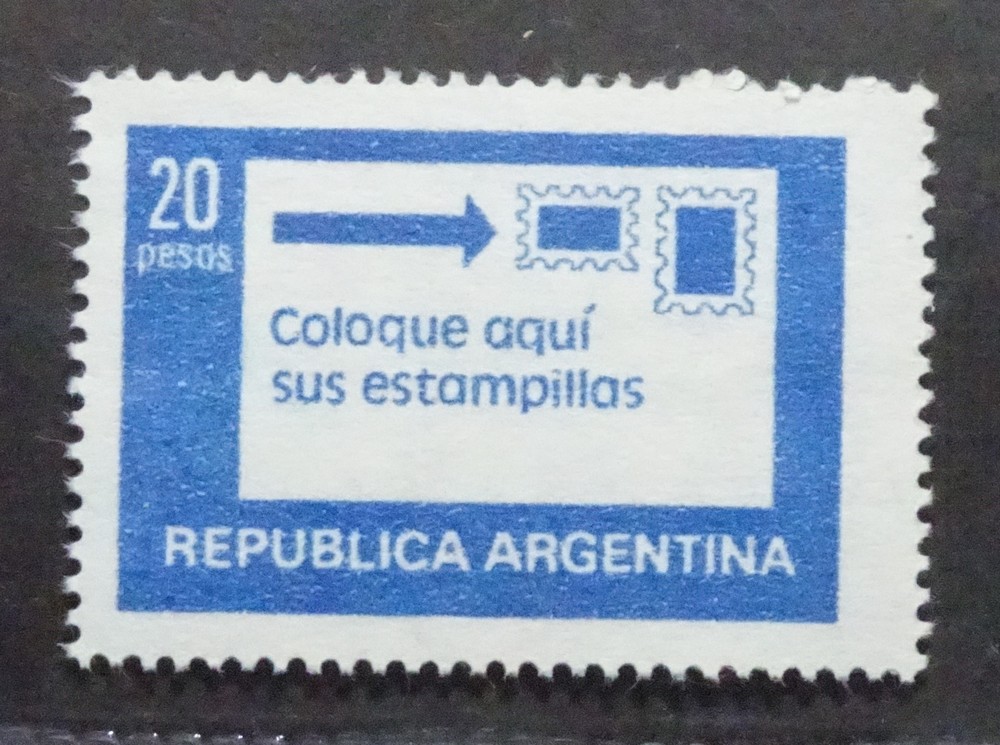 20
pesos
Coloque aquí
sus estampillas
REPUBLICA ARGENTINA